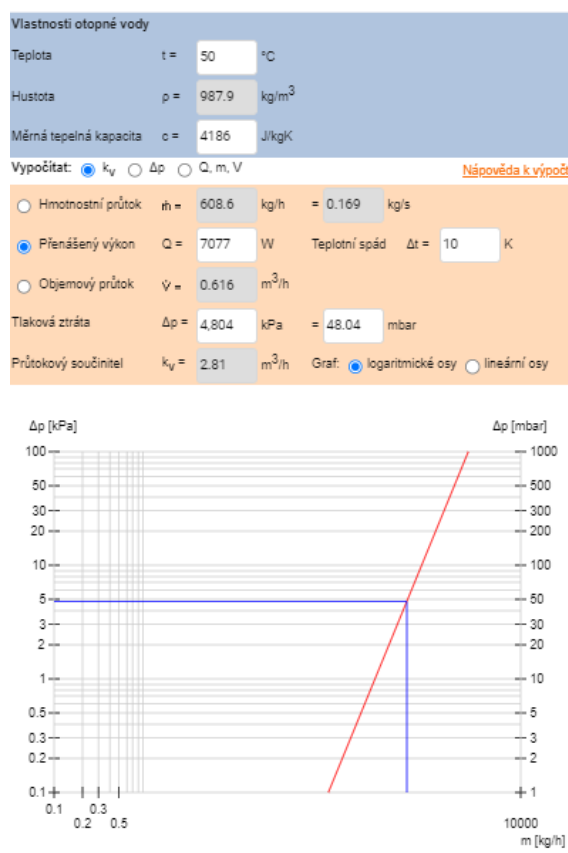 Vlastnosti otopné vody
Teplota t = 50 °C
Hustota ρ = 987.9 kg/m³
Měrná tepelná kapacita c = 4186 J/kgK
Vypočítat: kᵥ Δp Q, m, V Nápověda k výpočt
Hmotnostní průtok ṁ = 608.6 kg/h = 0.169 kg/s
Přenášený výkon Q = 7077 W Teplotní spád Δt = 10 K
Objemový průtok V̇ = 0.616 m³/h
Tlaková ztráta Δp = 4,804 kPa = 48.04 mbar
Průtokový součinitel kᵥ = 2.81 m³/h Graf: logaritmické osy lineární osy
Δp [kPa] Δp [mbar]
100 1000
50 500
30 300
20 200
10 100
5 50
3 30
2 20
1 10
0.5 5
0.3 3
0.2 2
0.1 1
0.1 0.3
0.2 0.5 10000
m [kg/h]